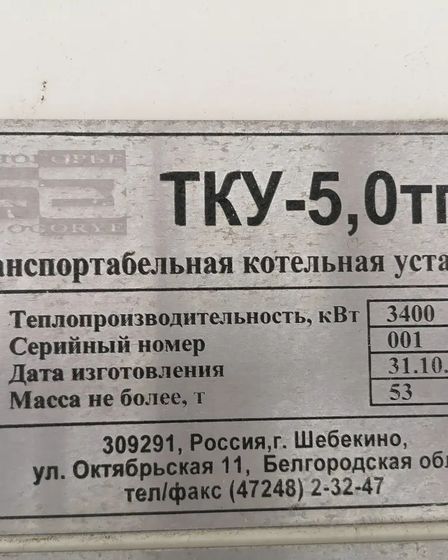 ТКУ-5,0тг
анспортабельная котельная уста
Теплопроизводительность, кВт 3400
Серийный номер 001
Дата изготовления 31.10.
Масса не более, т 53
309291, Россия,г. Шебекино,
ул. Октябрьская 11, Белгородская об
тел/факс (47248) 2-32-47